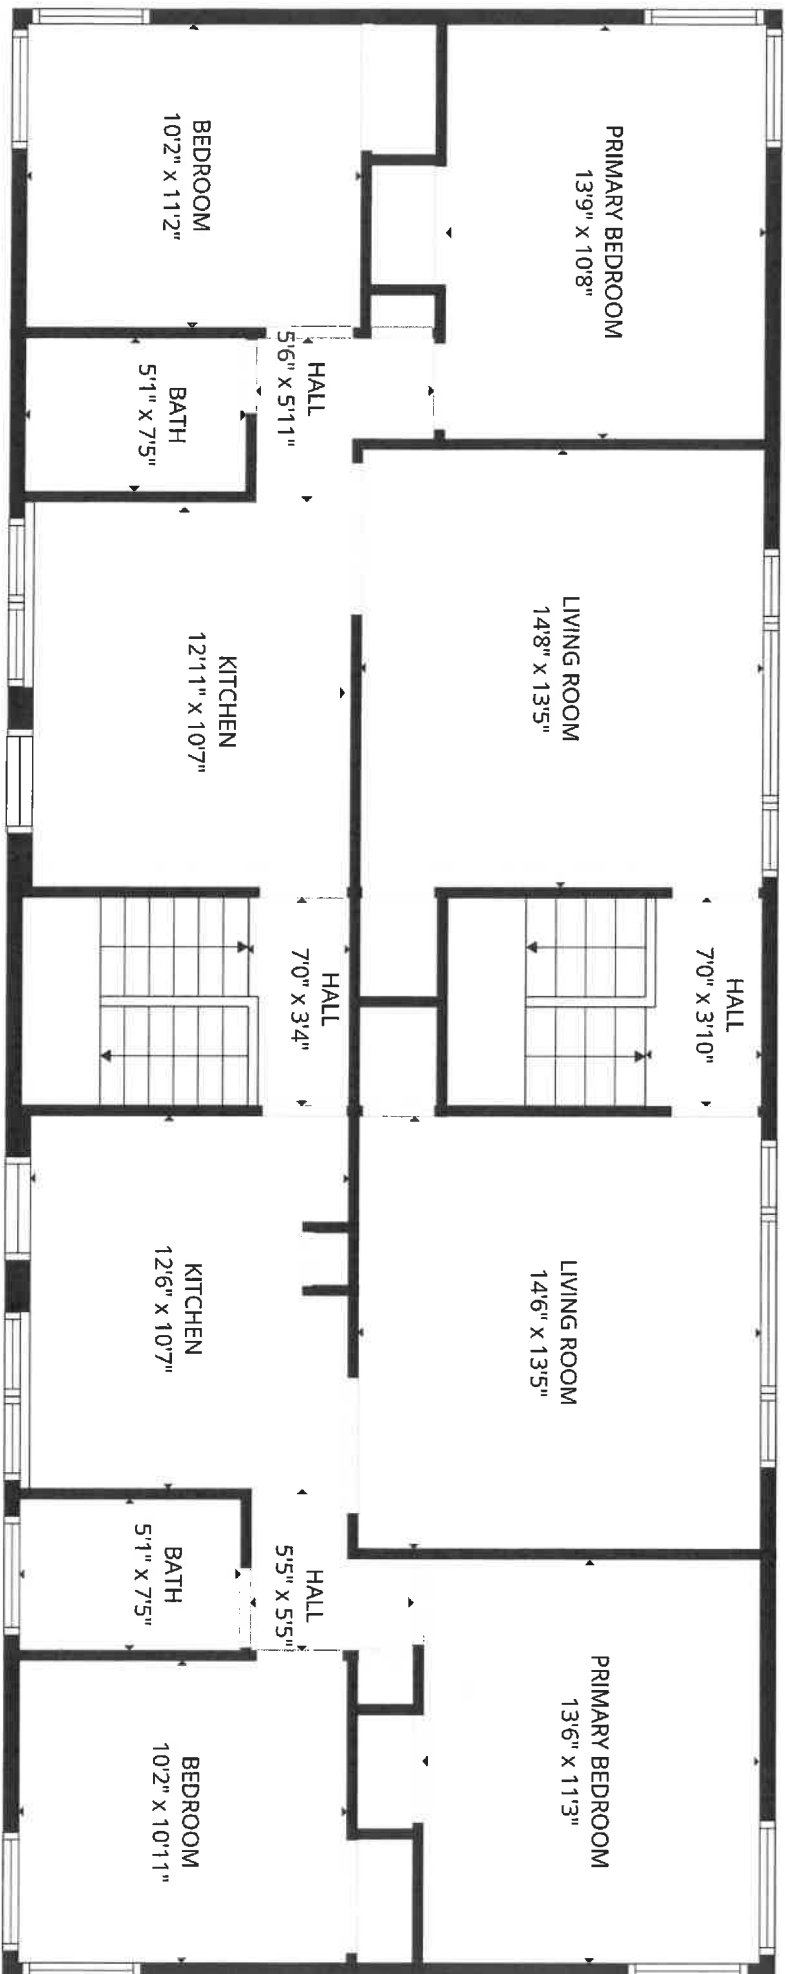 PRIMARY BEDROOM
13'9" x 10'8"
BEDROOM
10'2" x 11'2"
HALL
5'6" x 5'11"
BATH
5'1" x 7'5"
LIVING ROOM
14'8" x 13'5"
KITCHEN
12'11" x 10'7"
HALL
7'0" x 3'10"
HALL
7'0" x 3'4"
LIVING ROOM
14'6" x 13'5"
KITCHEN
12'6" x 10'7"
HALL
5'5" x 5'5"
BATH
5'1" x 7'5"
PRIMARY BEDROOM
13'6" x 11'3"
BEDROOM
10'2" x 10'11"